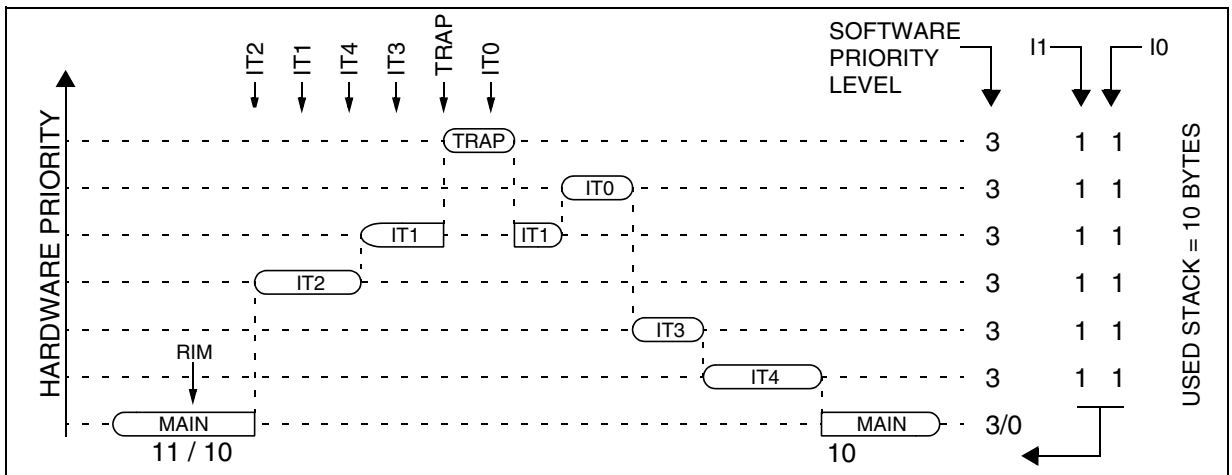 IT2
IT1
IT4
IT3
TRAP
IT0
SOFTWARE
PRIORITY
LEVEL
I1
I0
HARDWARE PRIORITY
TRAP
3
1 1
IT0
3
1 1
IT1
IT1
3
1 1
IT2
3
1 1
IT3
3
1 1
RIM
IT4
3
1 1
MAIN
MAIN
3/0
11 / 10
10
USED STACK = 10 BYTES